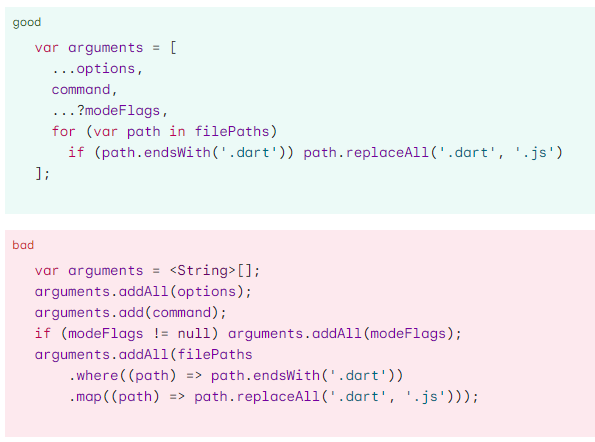 good
var arguments = [
  ...options,
  command,
  ...?modeFlags,
  for (var path in filePaths)
    if (path.endsWith('.dart')) path.replaceAll('.dart', '.js')
];
bad
var arguments = <String>[];
arguments.addAll(options);
arguments.add(command);
if (modeFlags != null) arguments.addAll(modeFlags);
arguments.addAll(filePaths
    .where((path) => path.endsWith('.dart'))
    .map((path) => path.replaceAll('.dart', '.js')));